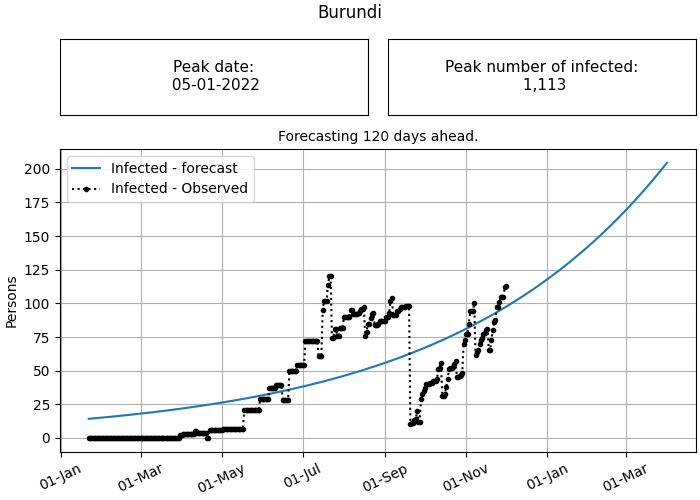 Burundi
Peak date:
05-01-2022
Peak number of infected:
1,113
Forecasting 120 days ahead.
Infected - forecast
Infected - Observed
Persons
200
175
150
125
100
75
50
25
0
01-Jan
01-Mar
01-May
01-Jul
01-Sep
01-Nov
01-Jan
01-Mar